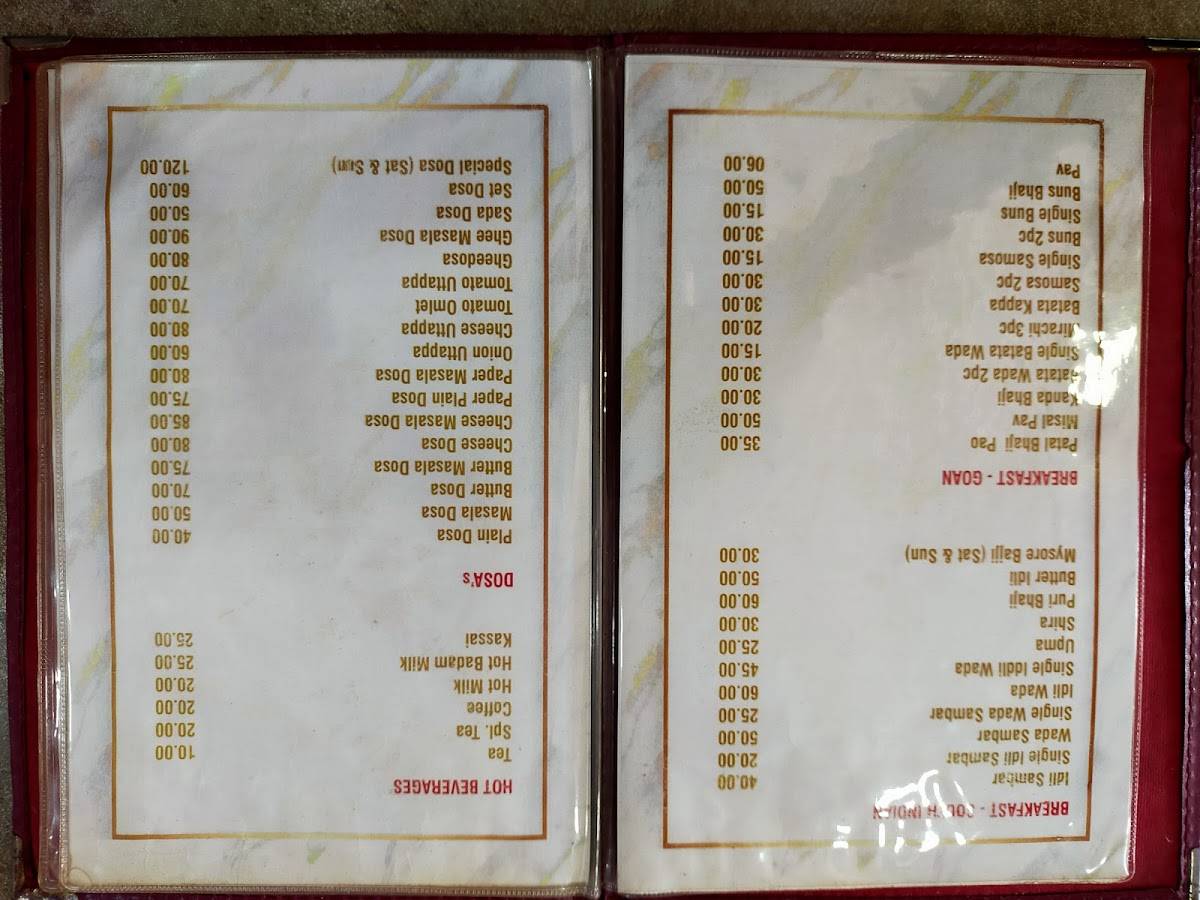 BREAKFAST - SOUTH INDIAN
Idli Sambar 40.00
Single Idli Sambar 20.00
Wada Sambar 50.00
Single Wada Sambar 25.00
Idli Wada 60.00
Single Iddli Wada 45.00
Upma 25.00
Shira 30.00
Puri Bhaji 60.00
Butter Idli 50.00
Mysore Bajji (Sat & Sun) 30.00
BREAKFAST - GOAN
Patal Bhaji Pao 35.00
Misal Pav 50.00
Kanda Bhaji 30.00
Batata Wada 2pc 30.00
Single Batata Wada 15.00
Mirachi 3pc 20.00
Batata Kappa 30.00
Samosa 2pc 30.00
Single Samosa 15.00
Buns 2pc 30.00
Single Buns 15.00
Buns Bhaji 50.00
Pav 06.00
HOT BEVERAGES
Tea 10.00
Spl. Tea 20.00
Coffee 20.00
Hot Milk 20.00
Hot Badam Milk 25.00
Kassai 25.00
DOSA's
Plain Dosa 40.00
Masala Dosa 50.00
Butter Dosa 70.00
Butter Masala Dosa 75.00
Cheese Dosa 80.00
Cheese Masala Dosa 85.00
Paper Plain Dosa 75.00
Paper Masala Dosa 80.00
Onion Uttappa 60.00
Cheese Uttappa 80.00
Tomato Omlet 70.00
Tomato Uttappa 70.00
Gheedosa 80.00
Ghee Masala Dosa 90.00
Sada Dosa 50.00
Set Dosa 60.00
Special Dosa (Sat & Sun) 120.00